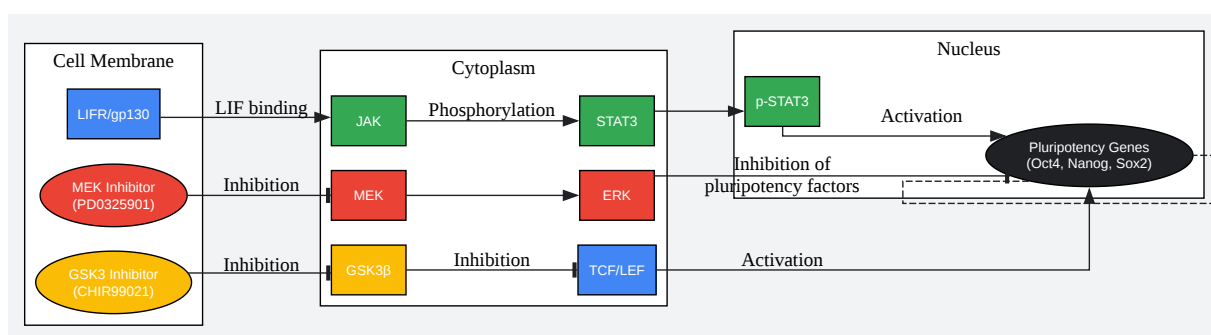 Cell Membrane
Cytoplasm
Nucleus
LIFR/gp130
LIF binding
JAK
Phosphorylation
STAT3
p-STAT3
Activation
Pluripotency Genes
(Oct4, Nanog, Sox2)
MEK Inhibitor
(PD0325901)
Inhibition
MEK
ERK
Inhibition of
pluripotency factors
GSK3 Inhibitor
(CHIR99021)
Inhibition
GSK3β
Inhibition
TCF/LEF
Activation